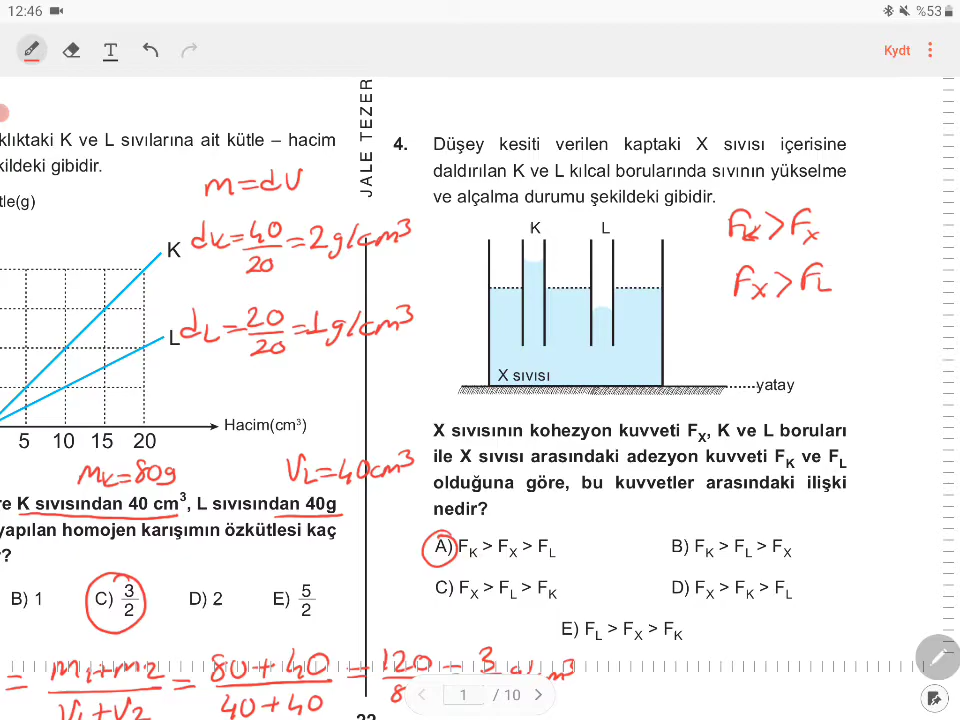 12:46
%53
T
Kydt
klıktaki K ve L sıvılarına ait kütle – hacim
kildeki gibidir.
m=dV
tle(g)
K
dK=40/20=2g/cm³
L
dL=20/20=1g/cm³
5 10 15 20
Hacim(cm³)
mK=80g VL=40cm³
re K sıvısından 40 cm³, L sıvısından 40g
yapılan homojen karışımın özkütlesi kaç
r?
B) 1 C) 3/2 D) 2 E) 5/2
= m1+m2/V1+V2 = 80+40/40+40 = 120/8 = 3
JALE TEZER
4. Düşey kesiti verilen kaptaki X sıvısı içerisine
daldırılan K ve L kılcal borularında sıvının yükselme
ve alçalma durumu şekildeki gibidir.
K L
FK>FX
FX>FL
X sıvısı
yatay
X sıvısının kohezyon kuvveti FX, K ve L boruları
ile X sıvısı arasındaki adezyon kuvveti FK ve FL
olduğuna göre, bu kuvvetler arasındaki ilişki
nedir?
A) FK > FX > FL B) FK > FL > FX
C) FX > FL > FK D) FX > FK > FL
E) FL > FX > FK
1 / 10